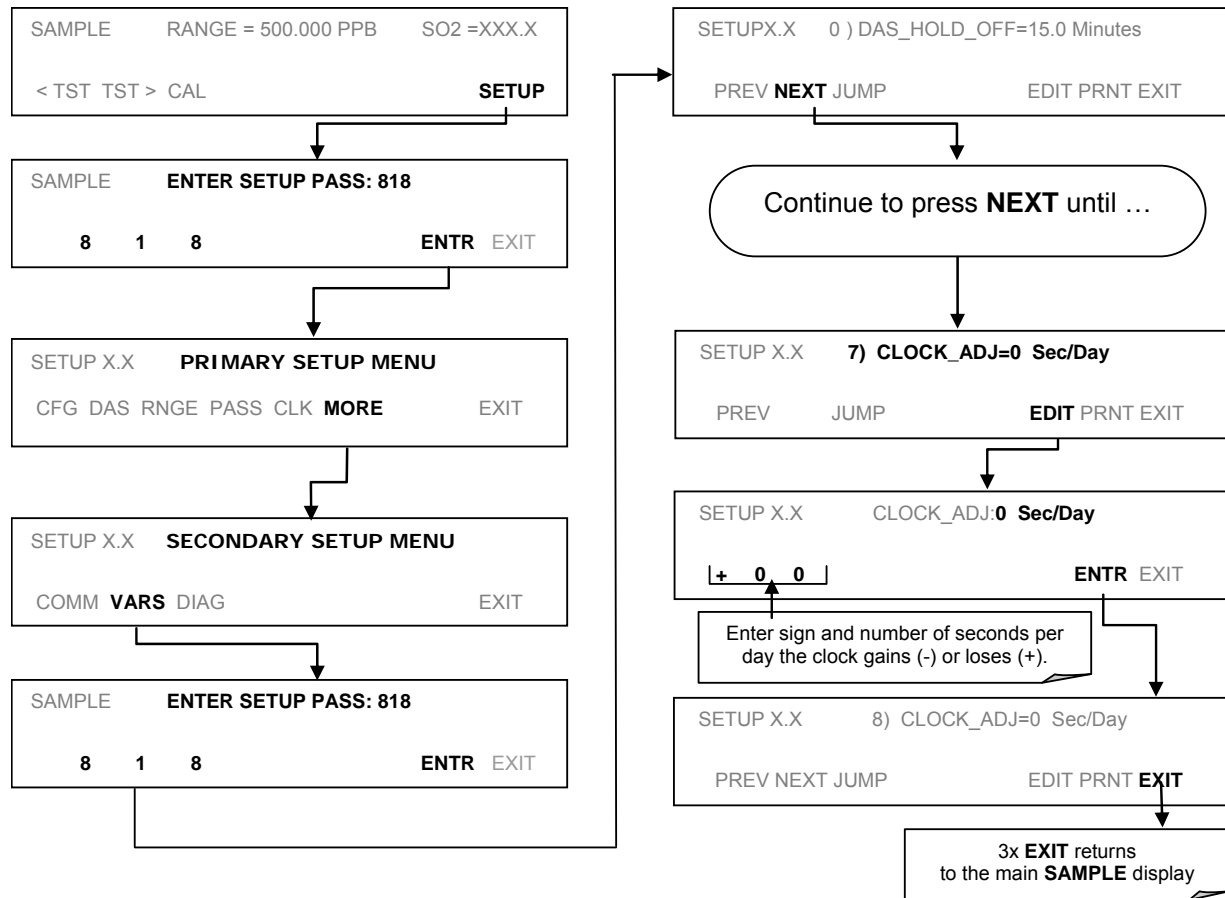 SAMPLE RANGE = 500.000 PPB SO2 =XXX.X
< TST TST > CAL SETUP
SAMPLE ENTER SETUP PASS: 818
8 1 8 ENTR EXIT
SETUP X.X PRIMARY SETUP MENU
CFG DAS RNGE PASS CLK MORE EXIT
SETUP X.X SECONDARY SETUP MENU
COMM VARS DIAG EXIT
SAMPLE ENTER SETUP PASS: 818
8 1 8 ENTR EXIT
SETUPX.X 0 ) DAS_HOLD_OFF=15.0 Minutes
PREV NEXT JUMP EDIT PRNT EXIT
Continue to press NEXT until …
SETUP X.X 7) CLOCK_ADJ=0 Sec/Day
PREV JUMP EDIT PRNT EXIT
SETUP X.X CLOCK_ADJ:0 Sec/Day
+ 0 0 ENTR EXIT
Enter sign and number of seconds per
day the clock gains (-) or loses (+).
SETUP X.X 8) CLOCK_ADJ=0 Sec/Day
PREV NEXT JUMP EDIT PRNT EXIT
3x EXIT returns
to the main SAMPLE display